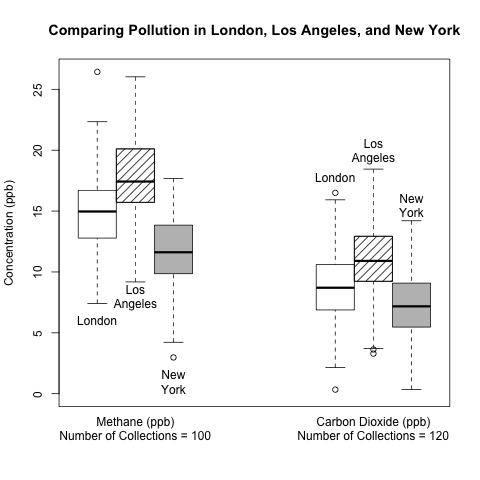 Comparing Pollution in London, Los Angeles, and New York
Concentration (ppb)
25
20
15
10
5
0
London
Los
Angeles
New
York
London
Los
Angeles
New
York
Methane (ppb)
Number of Collections = 100
Carbon Dioxide (ppb)
Number of Collections = 120